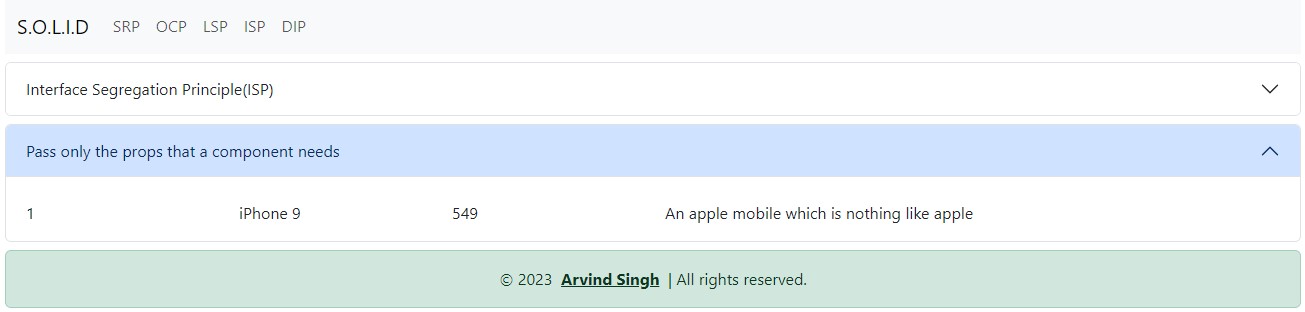 S.O.L.I.D SRP OCP LSP ISP DIP
Interface Segregation Principle(ISP)
Pass only the props that a component needs
1 iPhone 9 549 An apple mobile which is nothing like apple
© 2023 Arvind Singh | All rights reserved.